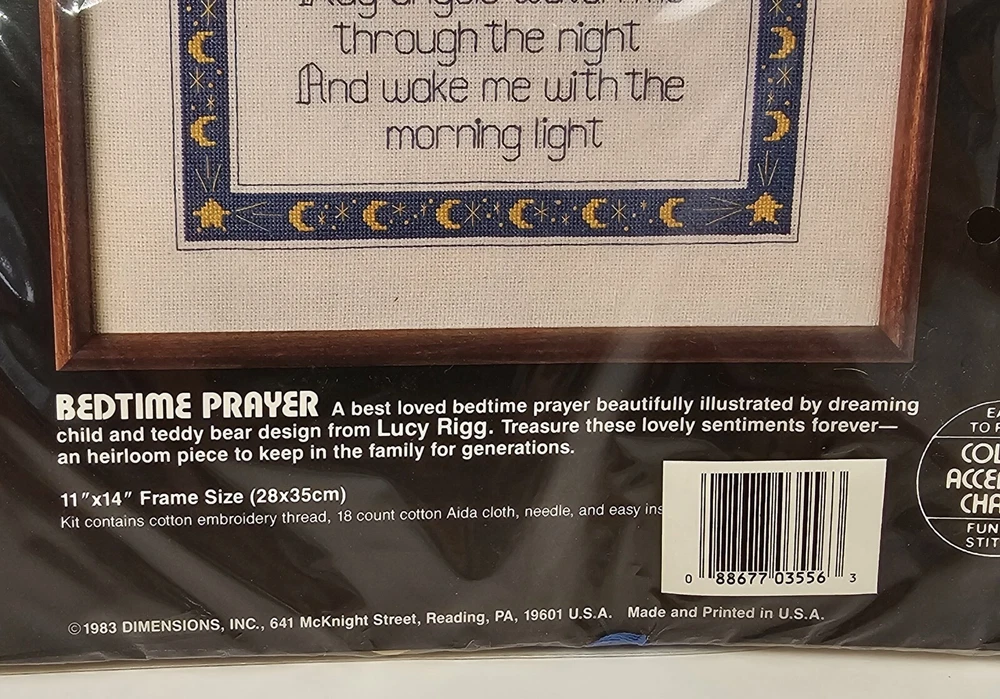 through the night
And wake me with the
morning light
BEDTIME PRAYER A best loved bedtime prayer beautifully illustrated by dreaming
child and teddy bear design from Lucy Rigg. Treasure these lovely sentiments forever—
an heirloom piece to keep in the family for generations.
11"x14" Frame Size (28x35cm)
Kit contains cotton embroidery thread, 18 count cotton Aida cloth, needle, and easy ins
0 88677 03556 3
TO
FUN
STIT
©1983 DIMENSIONS, INC., 641 McKnight Street, Reading, PA, 19601 U.S.A. Made and Printed in U.S.A.